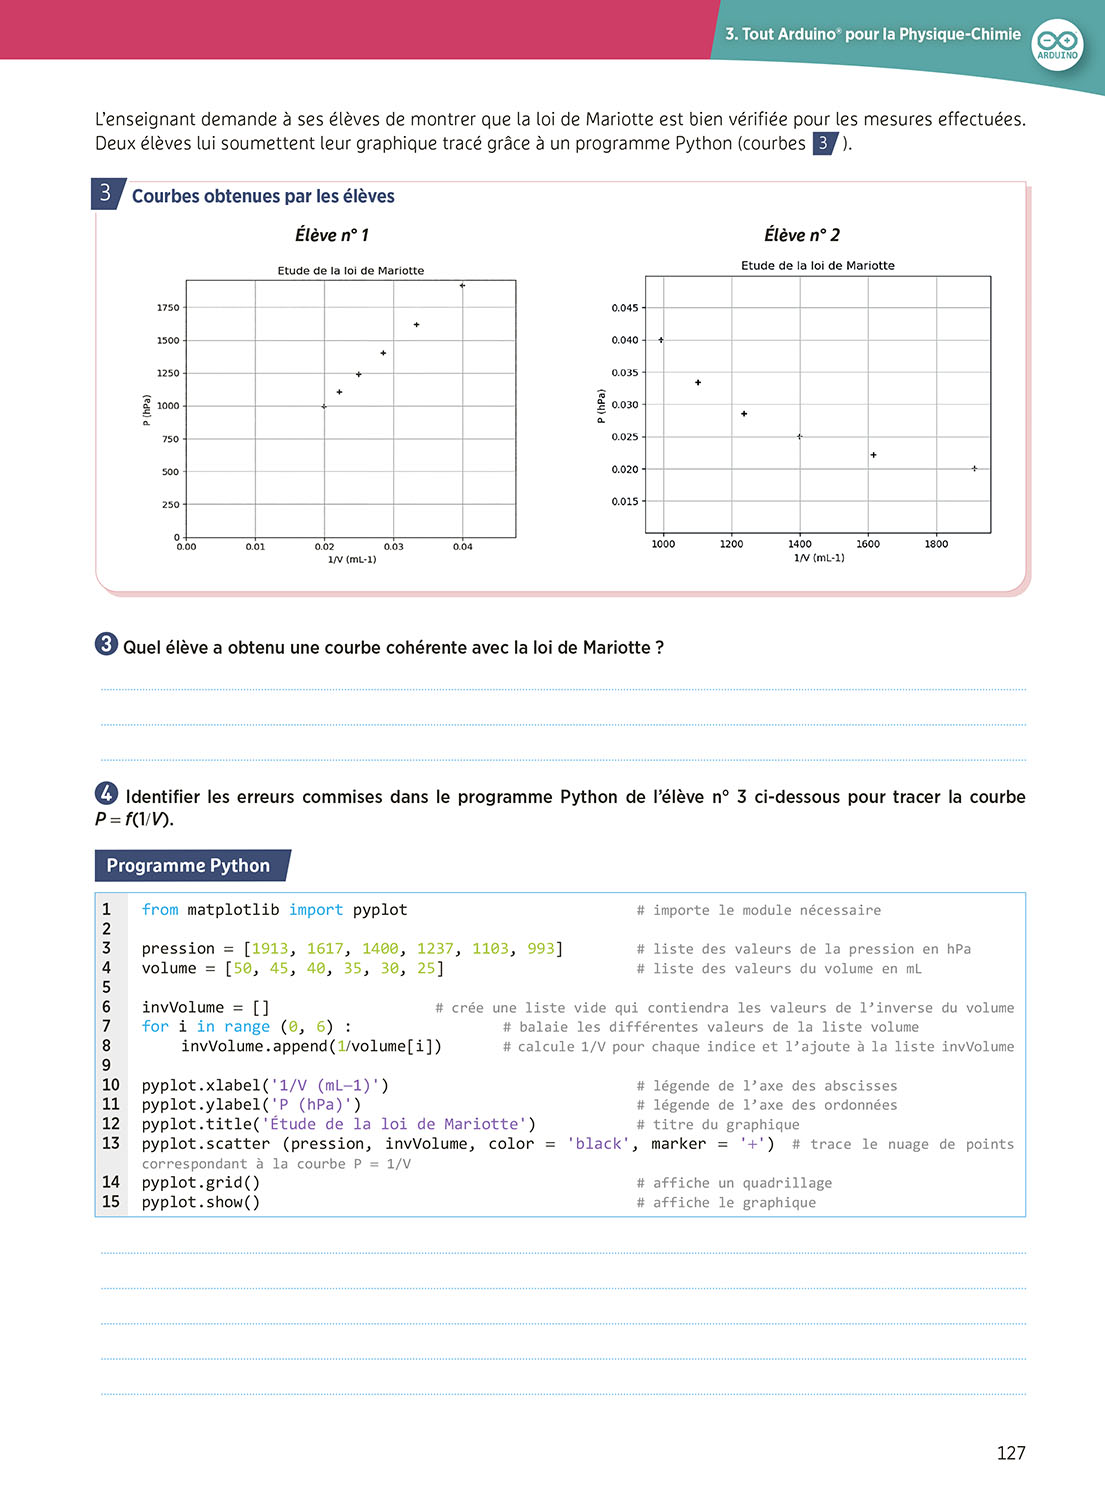 3. Tout Arduino® pour la Physique-Chimie
ARDUINO
L'enseignant demande à ses élèves de montrer que la loi de Mariotte est bien vérifiée pour les mesures effectuées.
Deux élèves lui soumettent leur graphique tracé grâce à un programme Python (courbes 3 ).
3 Courbes obtenues par les élèves
Élève n° 1
Etude de la loi de Mariotte
1750
1500
1250
1000
750
500
250
0
P (hPa)
0.00 0.01 0.02 0.03 0.04
1/V (mL-1)
Élève n° 2
Etude de la loi de Mariotte
0.045
0.040
0.035
0.030
0.025
0.020
0.015
P (hPa)
1000 1200 1400 1600 1800
1/V (mL-1)
3 Quel élève a obtenu une courbe cohérente avec la loi de Mariotte ?
4 Identifier les erreurs commises dans le programme Python de l'élève n° 3 ci-dessous pour tracer la courbe
P = f(1/V).
Programme Python
1 from matplotlib import pyplot # importe le module nécessaire
2
3 pression = [1913, 1617, 1400, 1237, 1103, 993] # liste des valeurs de la pression en hPa
4 volume = [50, 45, 40, 35, 30, 25] # liste des valeurs du volume en mL
5
6 invVolume = [] # crée une liste vide qui contiendra les valeurs de l'inverse du volume
7 for i in range (0, 6) : # balaie les différentes valeurs de la liste volume
8 invVolume.append(1/volume[i]) # calcule 1/V pour chaque indice et l'ajoute à la liste invVolume
9
10 pyplot.xlabel('1/V (mL–1)') # légende de l'axe des abscisses
11 pyplot.ylabel('P (hPa)') # légende de l'axe des ordonnées
12 pyplot.title('Étude de la loi de Mariotte') # titre du graphique
13 pyplot.scatter (pression, invVolume, color = 'black', marker = '+') # trace le nuage de points
correspondant à la courbe P = 1/V
14 pyplot.grid() # affiche un quadrillage
15 pyplot.show() # affiche le graphique
127